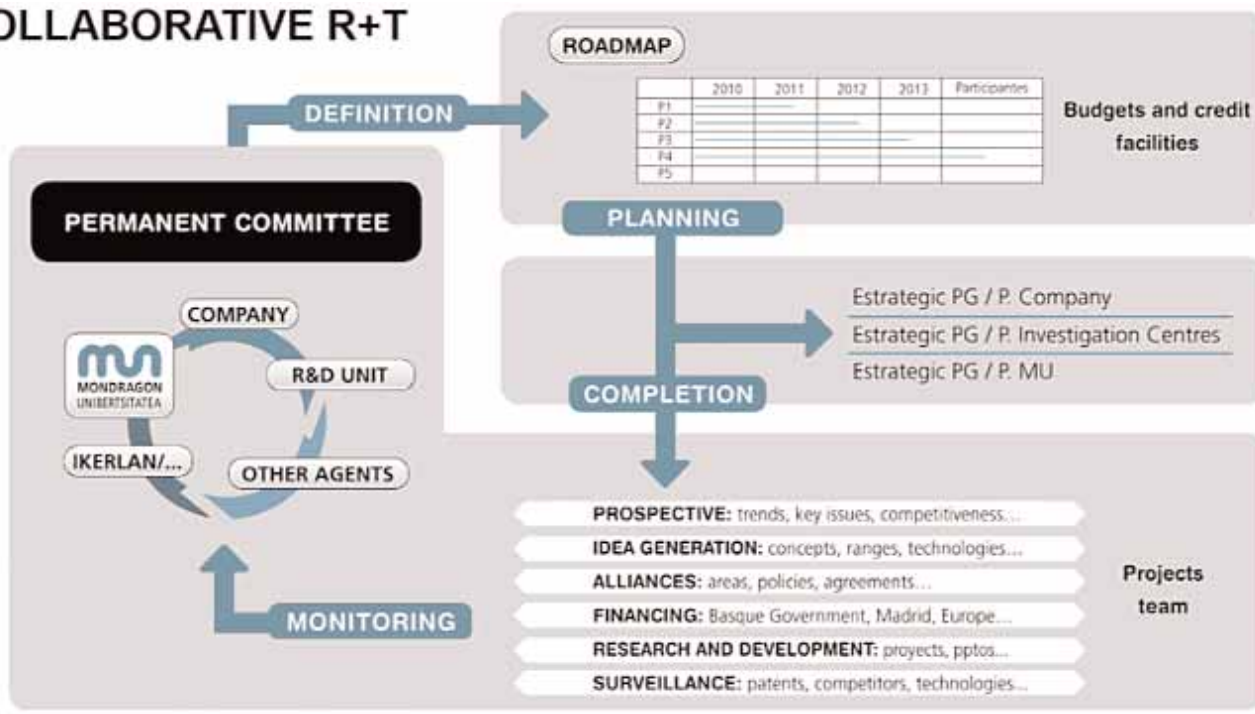 OLLABORATIVE R+T
ROADMAP
2010 2011 2012 2013 Participantes
P1
P2
P3
P4
P5
Budgets and credit
facilities
DEFINITION
PERMANENT COMMITTEE
COMPANY
MONDRAGON
UNIBERTSITATEA
R&D UNIT
IKERLAN/...
OTHER AGENTS
PLANNING
Estrategic PG / P. Company
Estrategic PG / P. Investigation Centres
Estrategic PG / P. MU
COMPLETION
PROSPECTIVE: trends, key issues, competitiveness...
IDEA GENERATION: concepts, ranges, technologies...
ALLIANCES: areas, policies, agreements...
FINANCING: Basque Government, Madrid, Europe...
RESEARCH AND DEVELOPMENT: proyects, pptos...
SURVEILLANCE: patents, competitors, technologies...
Projects
team
MONITORING